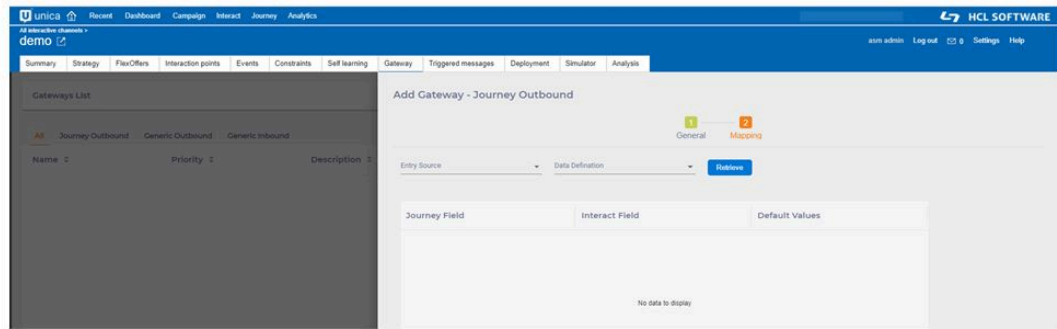 unica Recent Dashboard Campaign Interact Journey Analytics HCL SOFTWARE
All interactive channels >
demo asm admin Log out 0 Settings Help
Summary Strategy FlexOffers Interaction points Events Constraints Self learning Gateway Triggered messages Deployment Simulator Analysis
Gateways List Add Gateway - Journey Outbound
1 2
General Mapping
All Journey Outbound Generic Outbound Generic Inbound
Name Priority Description
Entry Source Data Defination Retrieve
Journey Field Interact Field Default Values
No data to display